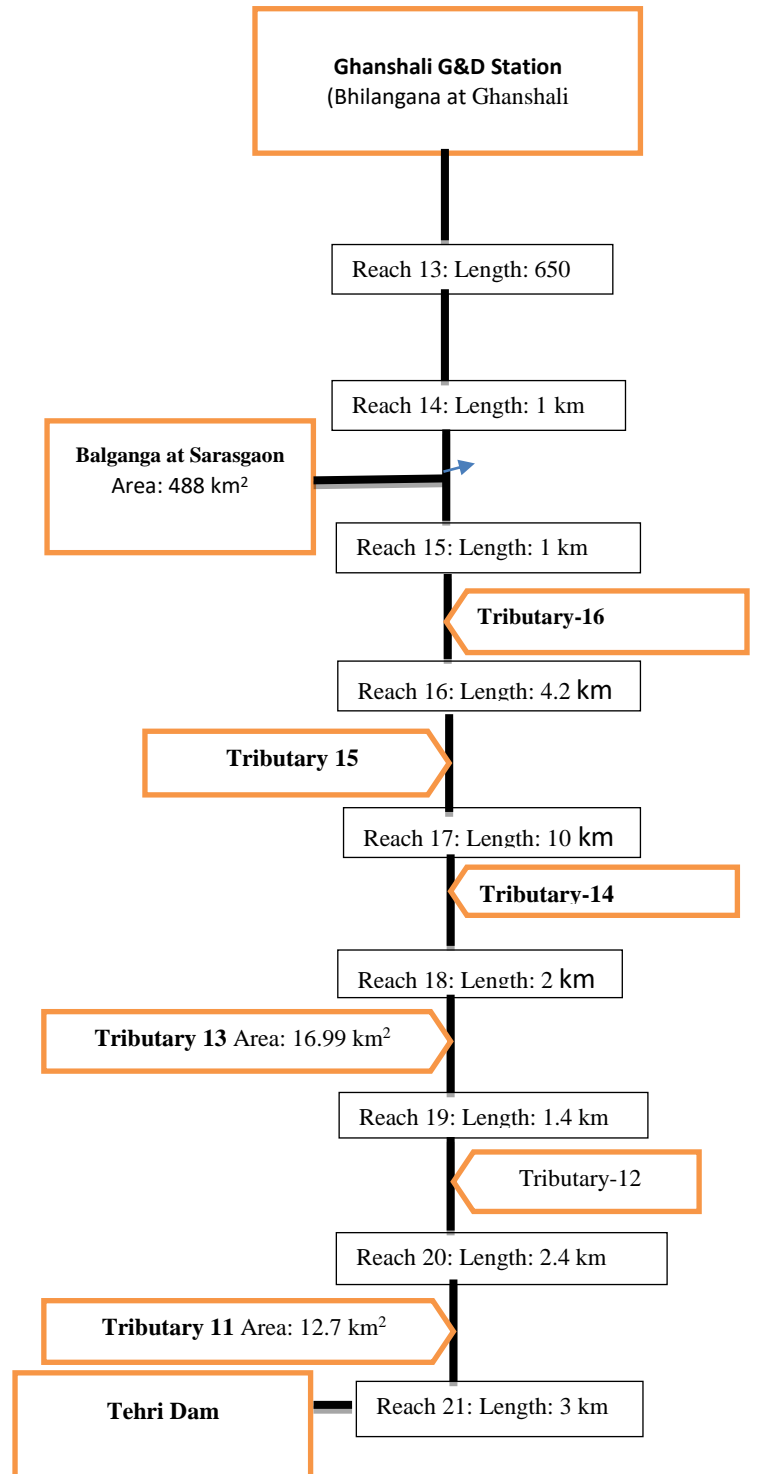 Ghanshali G&D Station
(Bhilangana at Ghanshali
Reach 13: Length: 650
Reach 14: Length: 1 km
Balganga at Sarasgaon
Area: 488 km²
Reach 15: Length: 1 km
Tributary-16
Reach 16: Length: 4.2 km
Tributary 15
Reach 17: Length: 10 km
Tributary-14
Reach 18: Length: 2 km
Tributary 13 Area: 16.99 km²
Reach 19: Length: 1.4 km
Tributary-12
Reach 20: Length: 2.4 km
Tributary 11 Area: 12.7 km²
Reach 21: Length: 3 km
Tehri Dam